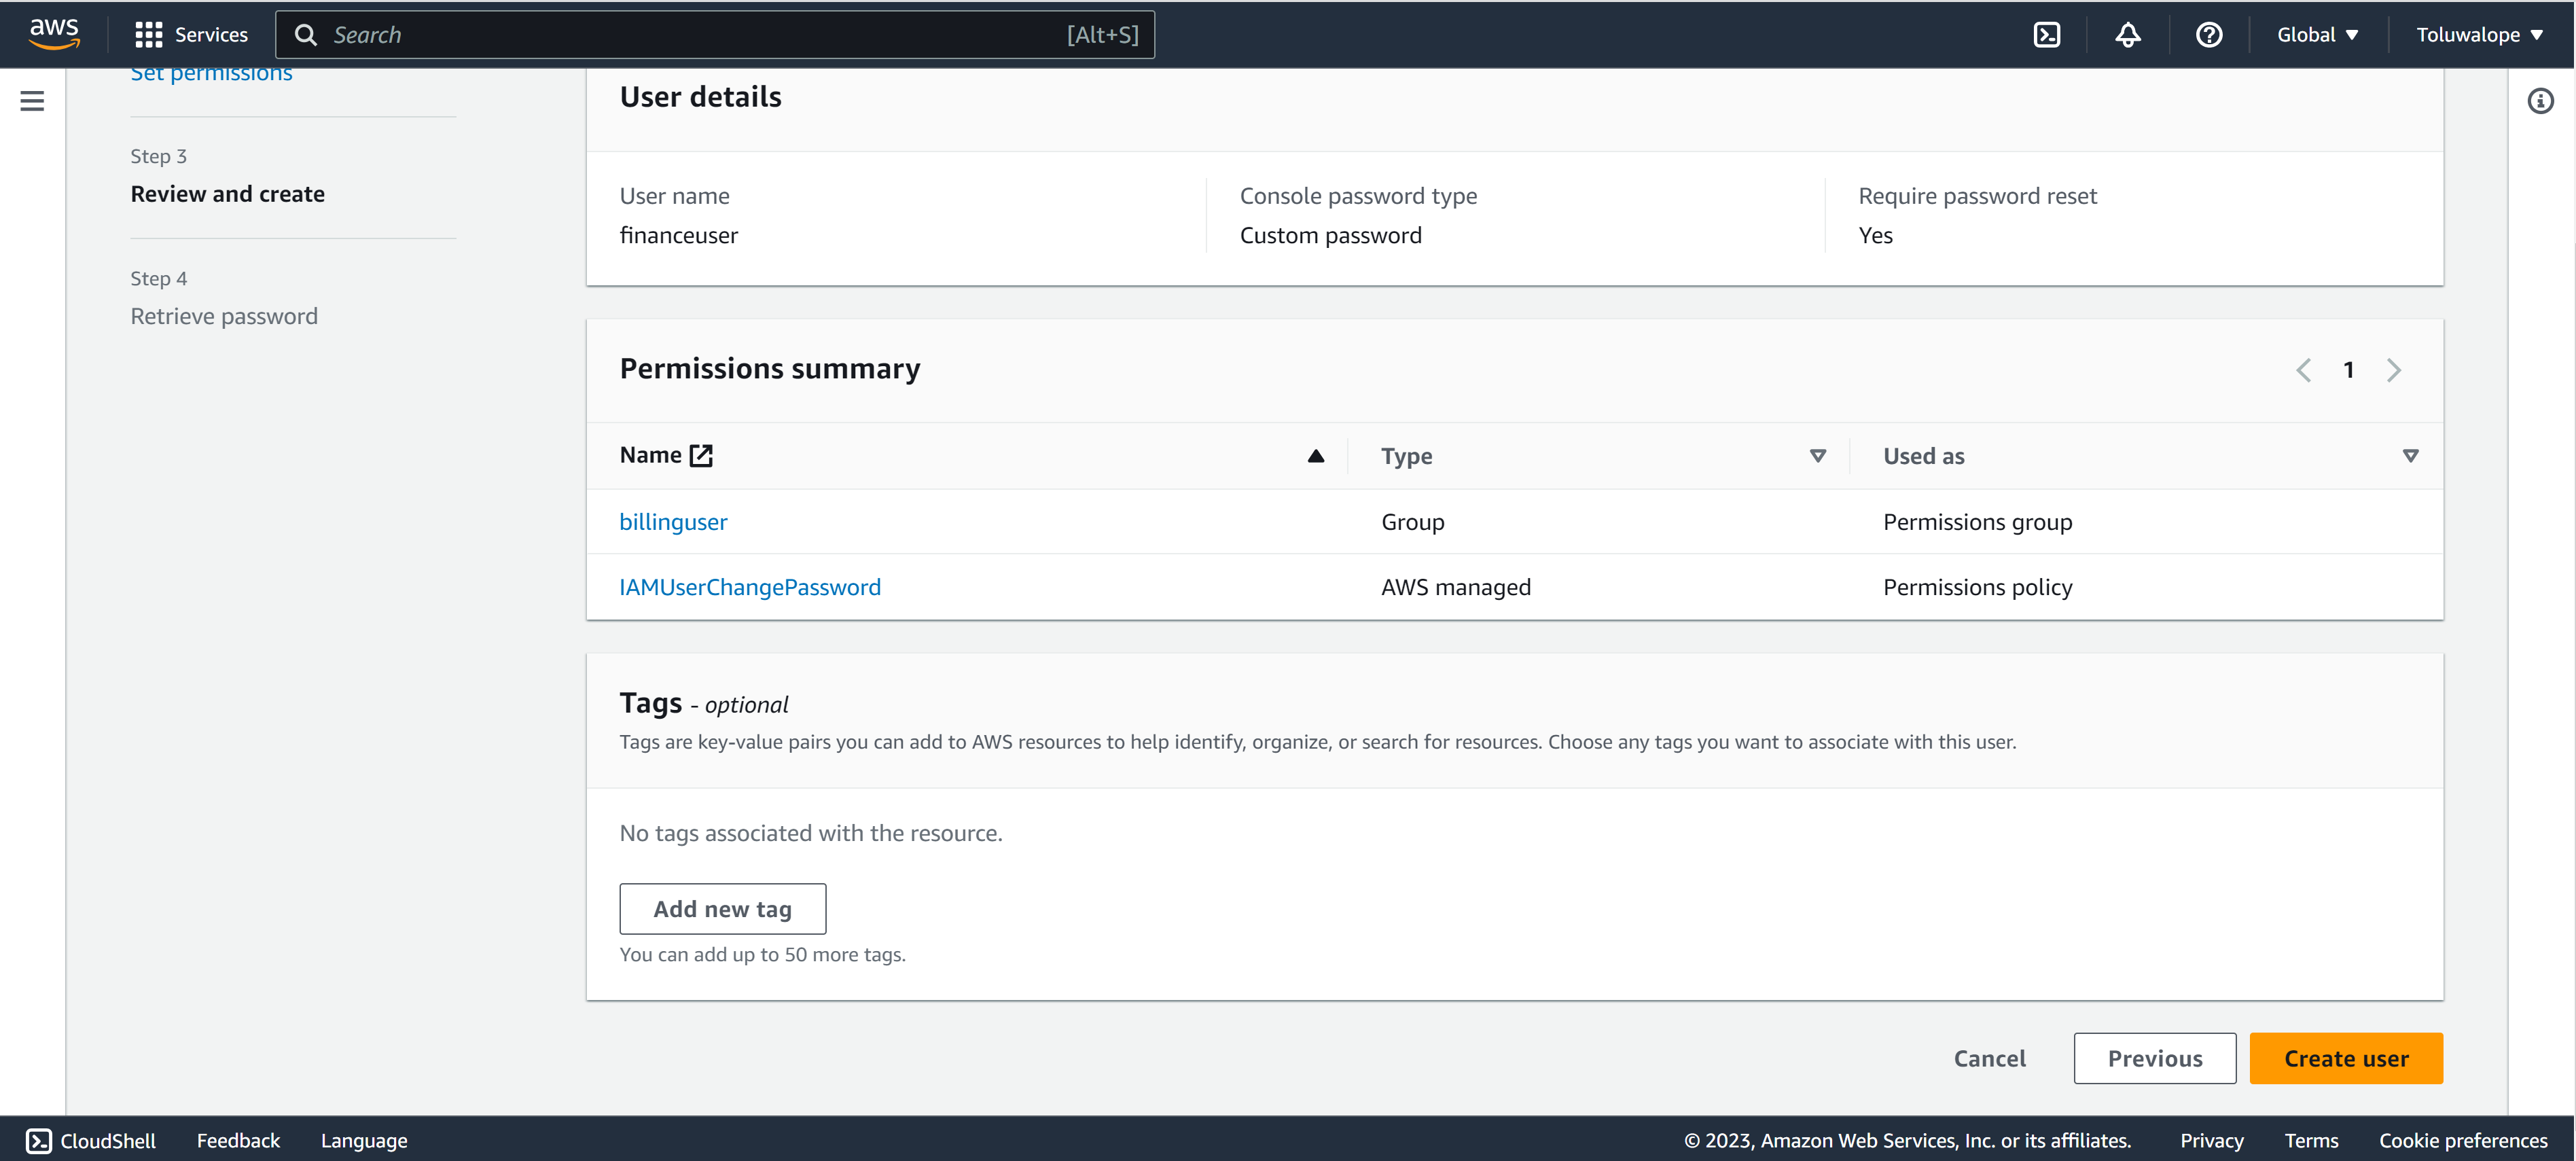 aws
Services
Search
[Alt+S]
Global
Toluwalope
Set permissions
Step 3
Review and create
Step 4
Retrieve password
User details
User name
financeuser
Console password type
Custom password
Require password reset
Yes
Permissions summary
1
Name
Type
Used as
billinguser
Group
Permissions group
IAMUserChangePassword
AWS managed
Permissions policy
Tags - optional
Tags are key-value pairs you can add to AWS resources to help identify, organize, or search for resources. Choose any tags you want to associate with this user.
No tags associated with the resource.
Add new tag
You can add up to 50 more tags.
Cancel
Previous
Create user
CloudShell
Feedback
Language
© 2023, Amazon Web Services, Inc. or its affiliates.
Privacy
Terms
Cookie preferences